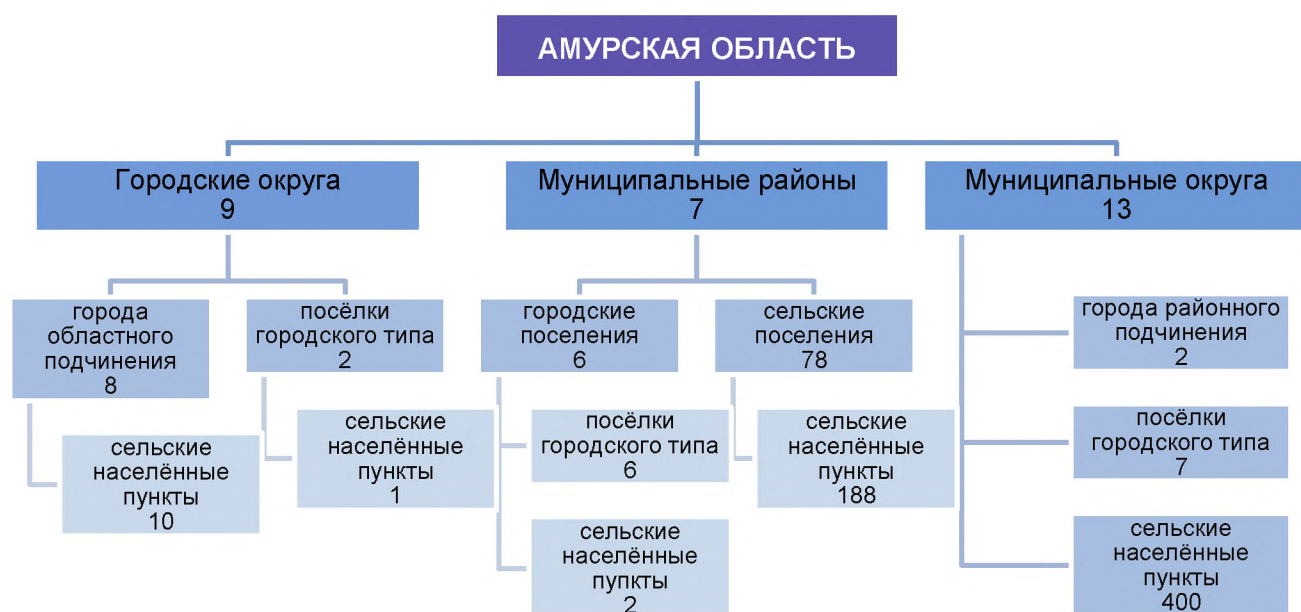 АМУРСКАЯ ОБЛАСТЬ
Городские округа
9
Муниципальные районы
7
Муниципальные округа
13
города
областного
подчинения
8
посёлки
городского типа
2
городские
поселения
6
сельские
поселения
78
города районного
подчинения
2
сельские
населённые
пункты
10
сельские
населённые
пункты
1
посёлки
городского типа
6
сельские
населённые
пункты
188
посёлки
городского типа
7
сельские
населённые
пупкты
2
сельские
населённые
пункты
400